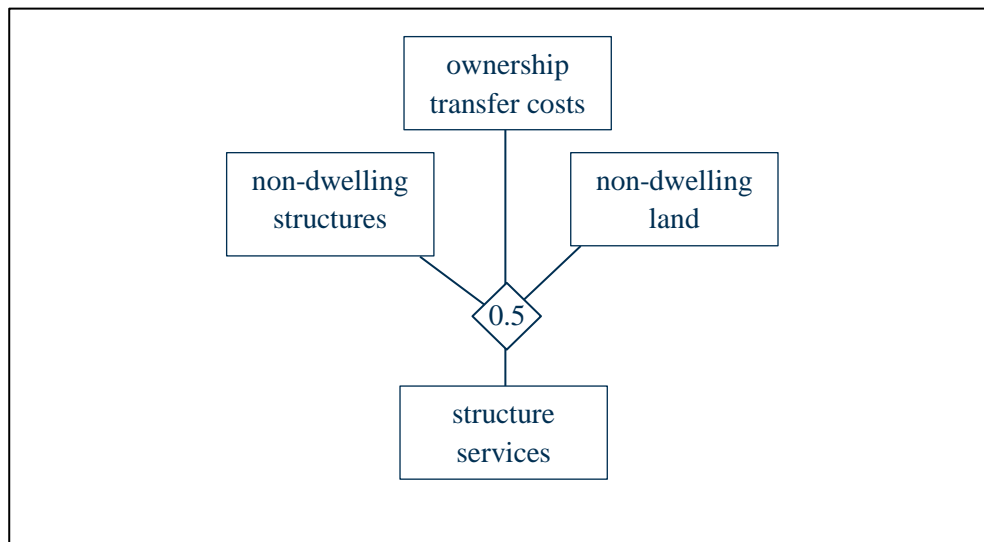 ownership
transfer costs
non-dwelling
structures
non-dwelling
land
0.5
structure
services